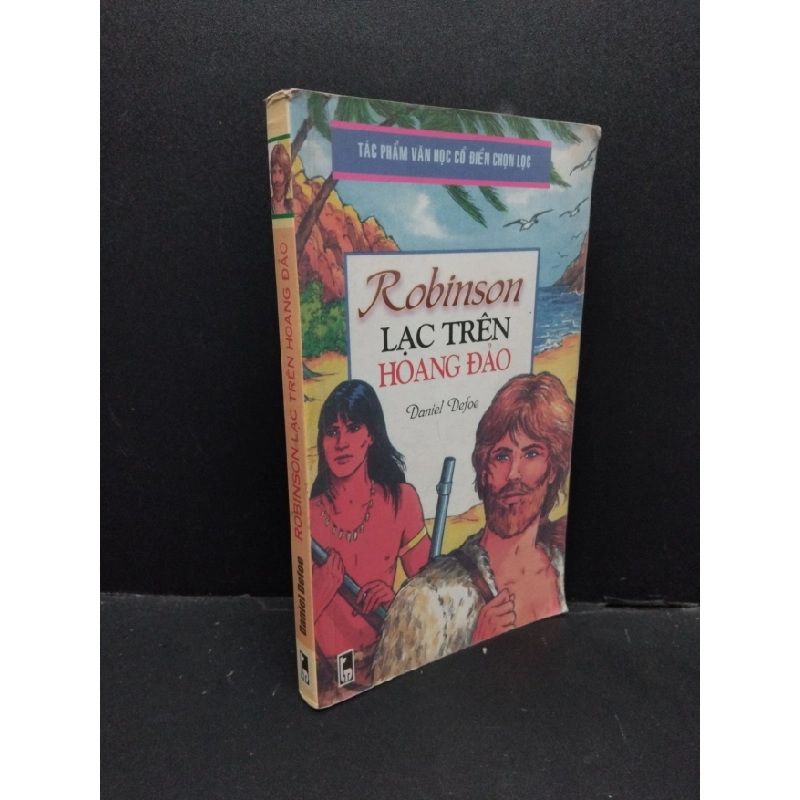 TÁC PHẨM VĂN HỌC CỔ ĐIỂN CHỌN LỌC
Robinson
LẠC TRÊN
HOANG ĐẢO
Daniel Defoe
ROBINSON LẠC TRÊN HOANG ĐẢO
Daniel Defoe